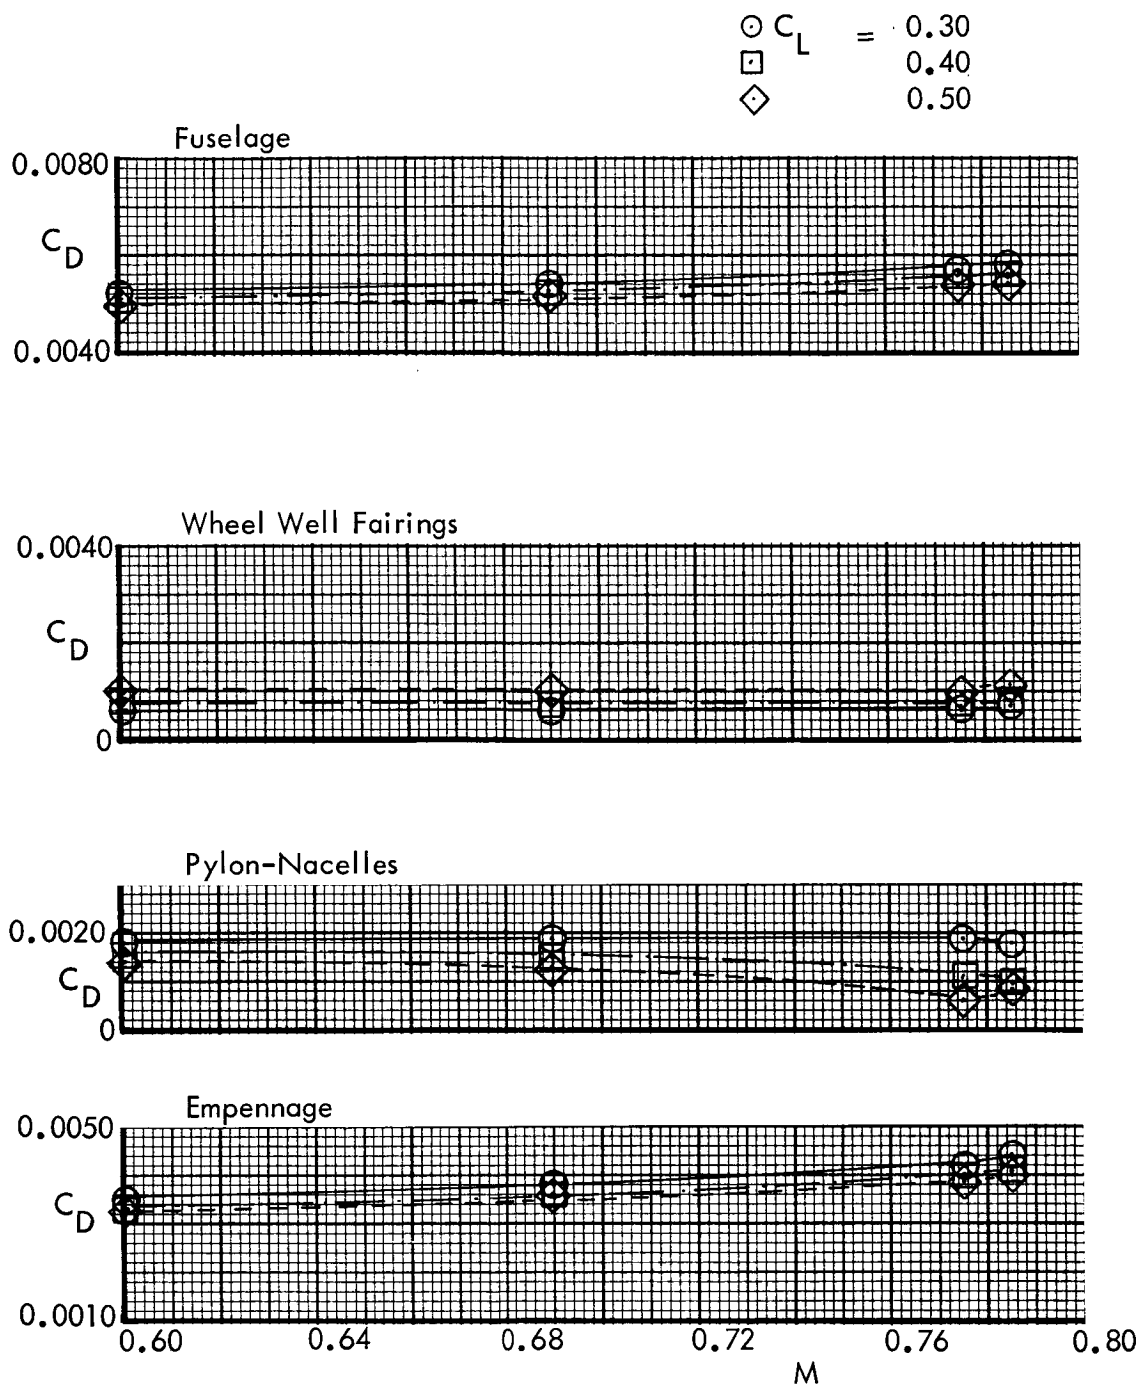 C_L = 0.30
0.40
0.50
Fuselage
0.0080
C_D
0.0040
Wheel Well Fairings
0.0040
C_D
0
Pylon-Nacelles
0.0020
C_D
0
Empennage
0.0050
C_D
0.0010
0.60 0.64 0.68 0.72 0.76 0.80
M